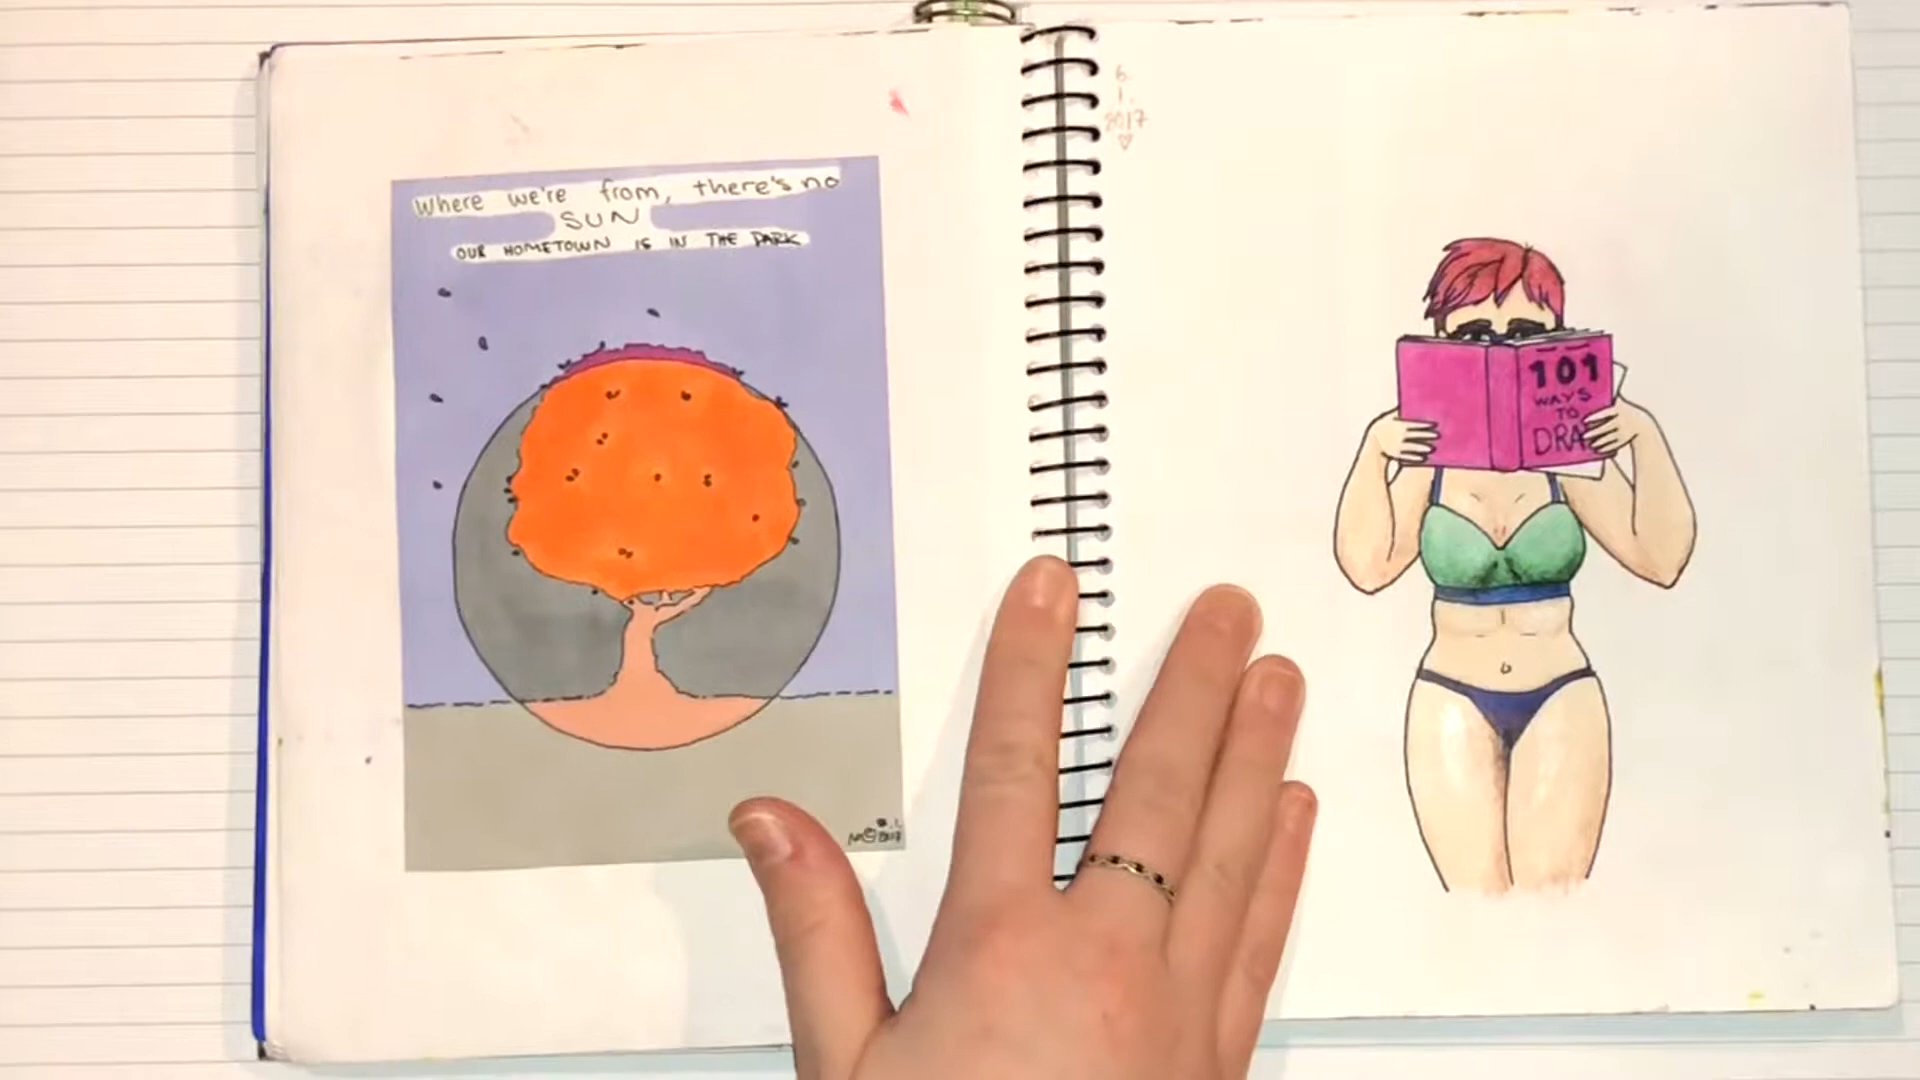 Where we're from, there's no
SUN
OUR HOMETOWN IS IN THE DARK
2017
6.
1.
2017
101
WAYS
TO
DRA